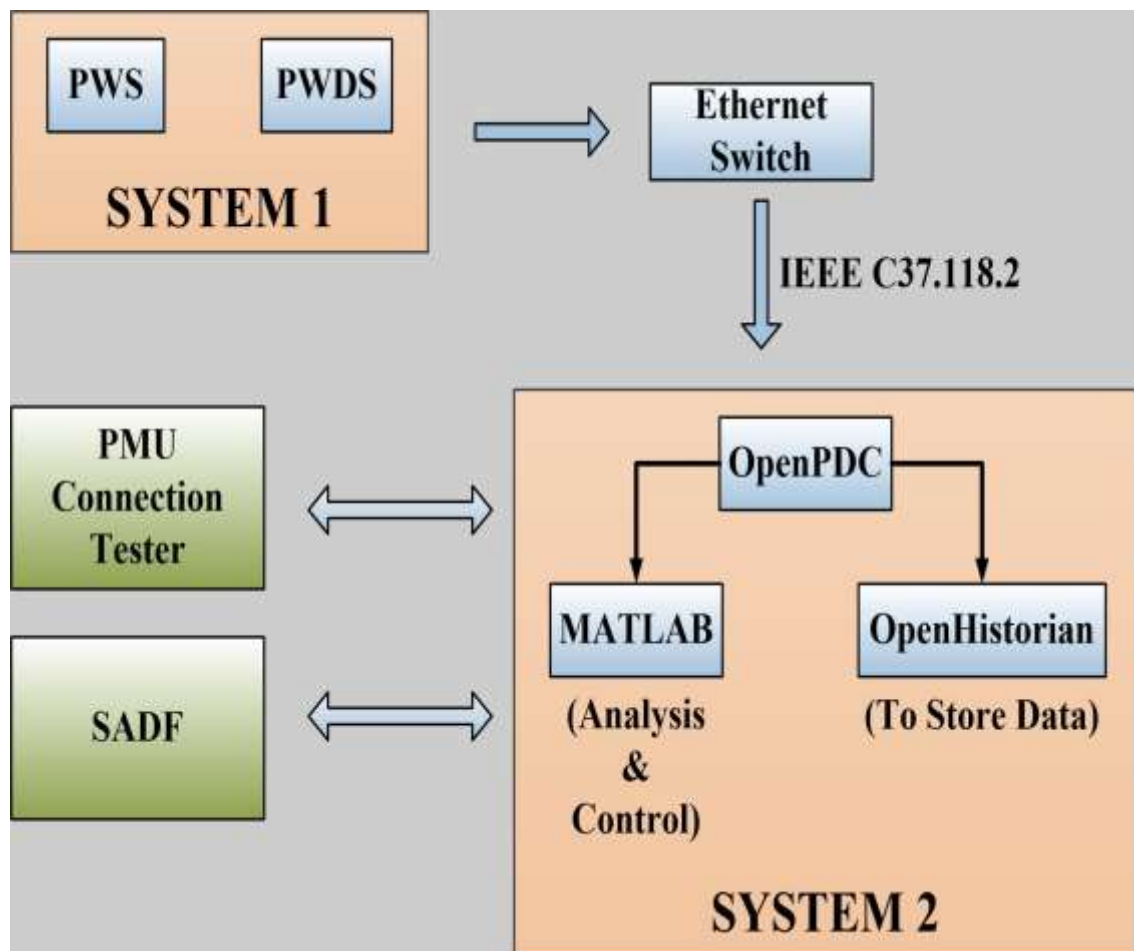 PWS
PWDS
SYSTEM 1
Ethernet
Switch
IEEE C37.118.2
PMU
Connection
Tester
SADF
OpenPDC
MATLAB
OpenHistorian
(Analysis
&
Control)
(To Store Data)
SYSTEM 2